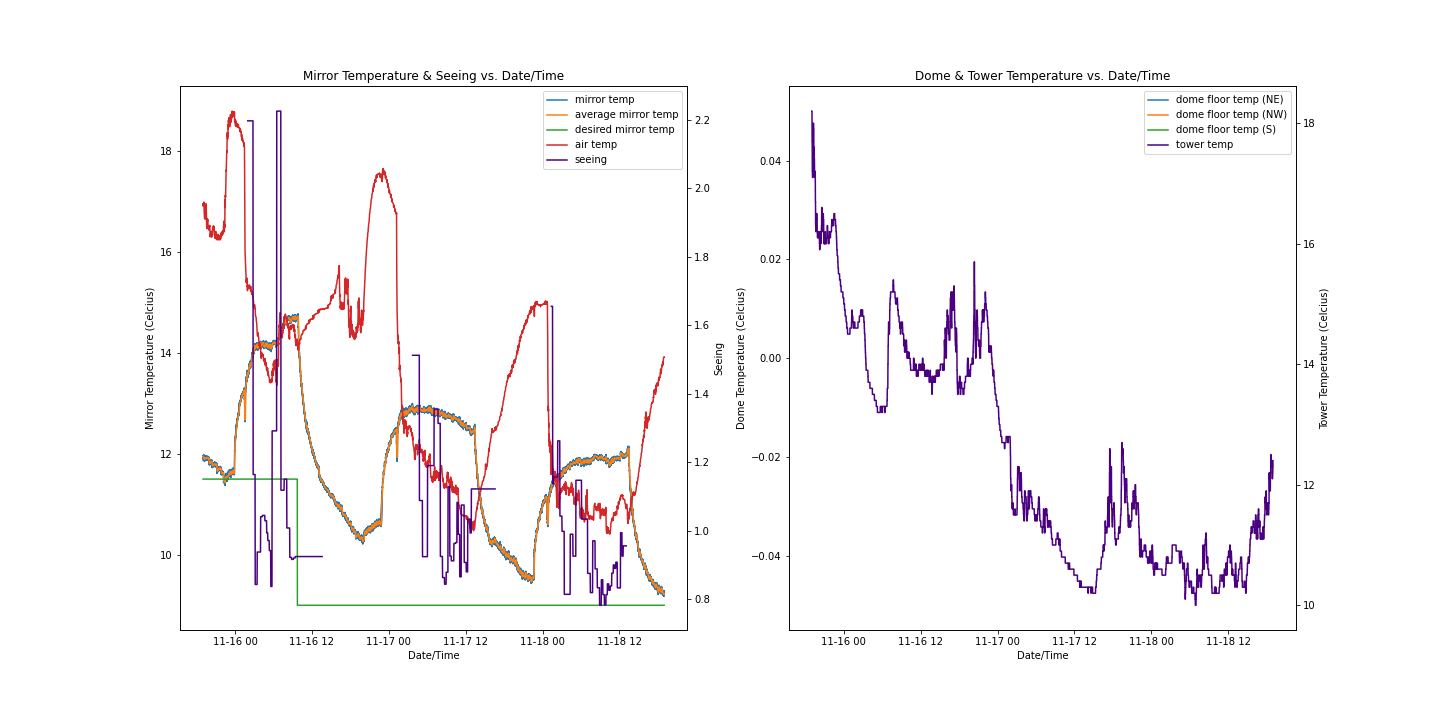 Mirror Temperature & Seeing vs. Date/Time
mirror temp
average mirror temp
desired mirror temp
air temp
seeing
Mirror Temperature (Celcius)
18
16
14
12
10
2.2
2.0
1.8
1.6
1.4
1.2
1.0
0.8
Seeing
11-16 00
11-16 12
11-17 00
11-17 12
11-18 00
11-18 12
Date/Time
Dome & Tower Temperature vs. Date/Time
dome floor temp (NE)
dome floor temp (NW)
dome floor temp (S)
tower temp
Dome Temperature (Celcius)
0.04
0.02
0.00
−0.02
−0.04
18
16
14
12
10
Tower Temperature (Celcius)
11-16 00
11-16 12
11-17 00
11-17 12
11-18 00
11-18 12
Date/Time